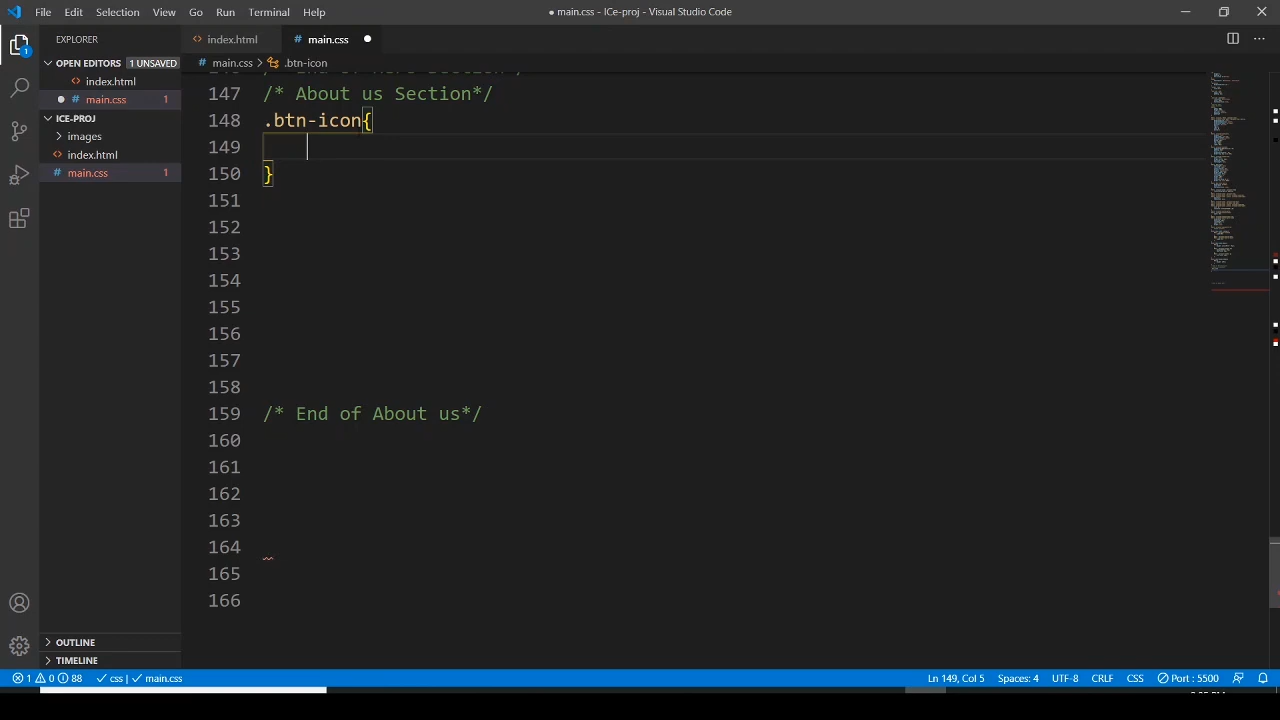 File Edit Selection View Go Run Terminal Help
● main.css - ICe-proj - Visual Studio Code
EXPLORER
index.html
main.css ●
OPEN EDITORS 1 UNSAVED
main.css > .btn-icon
index.html
main.css 1
ICE-PROJ
images
index.html
main.css 1
147 /* About us Section*/
148 .btn-icon{
149
150 }
151
152
153
154
155
156
157
158
159 /* End of About us*/
160
161
162
163
164
165
166
OUTLINE
TIMELINE
1 0 88 css | main.css
Ln 149, Col 5 Spaces: 4 UTF-8 CRLF CSS Port : 5500